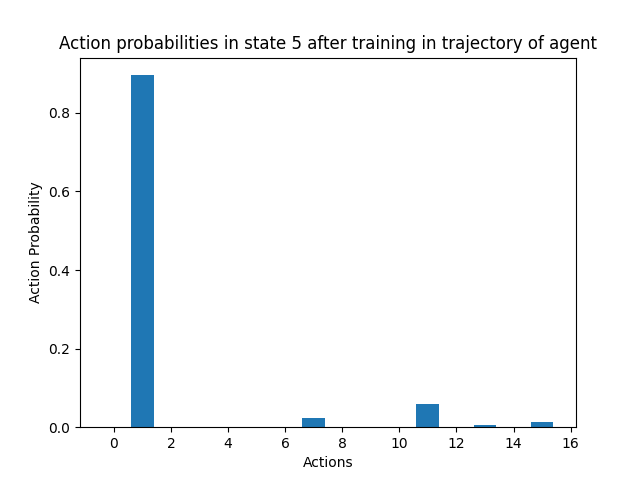 Action probabilities in state 5 after training in trajectory of agent
Action Probability
0.8
0.6
0.4
0.2
0.0
0 2 4 6 8 10 12 14 16
Actions